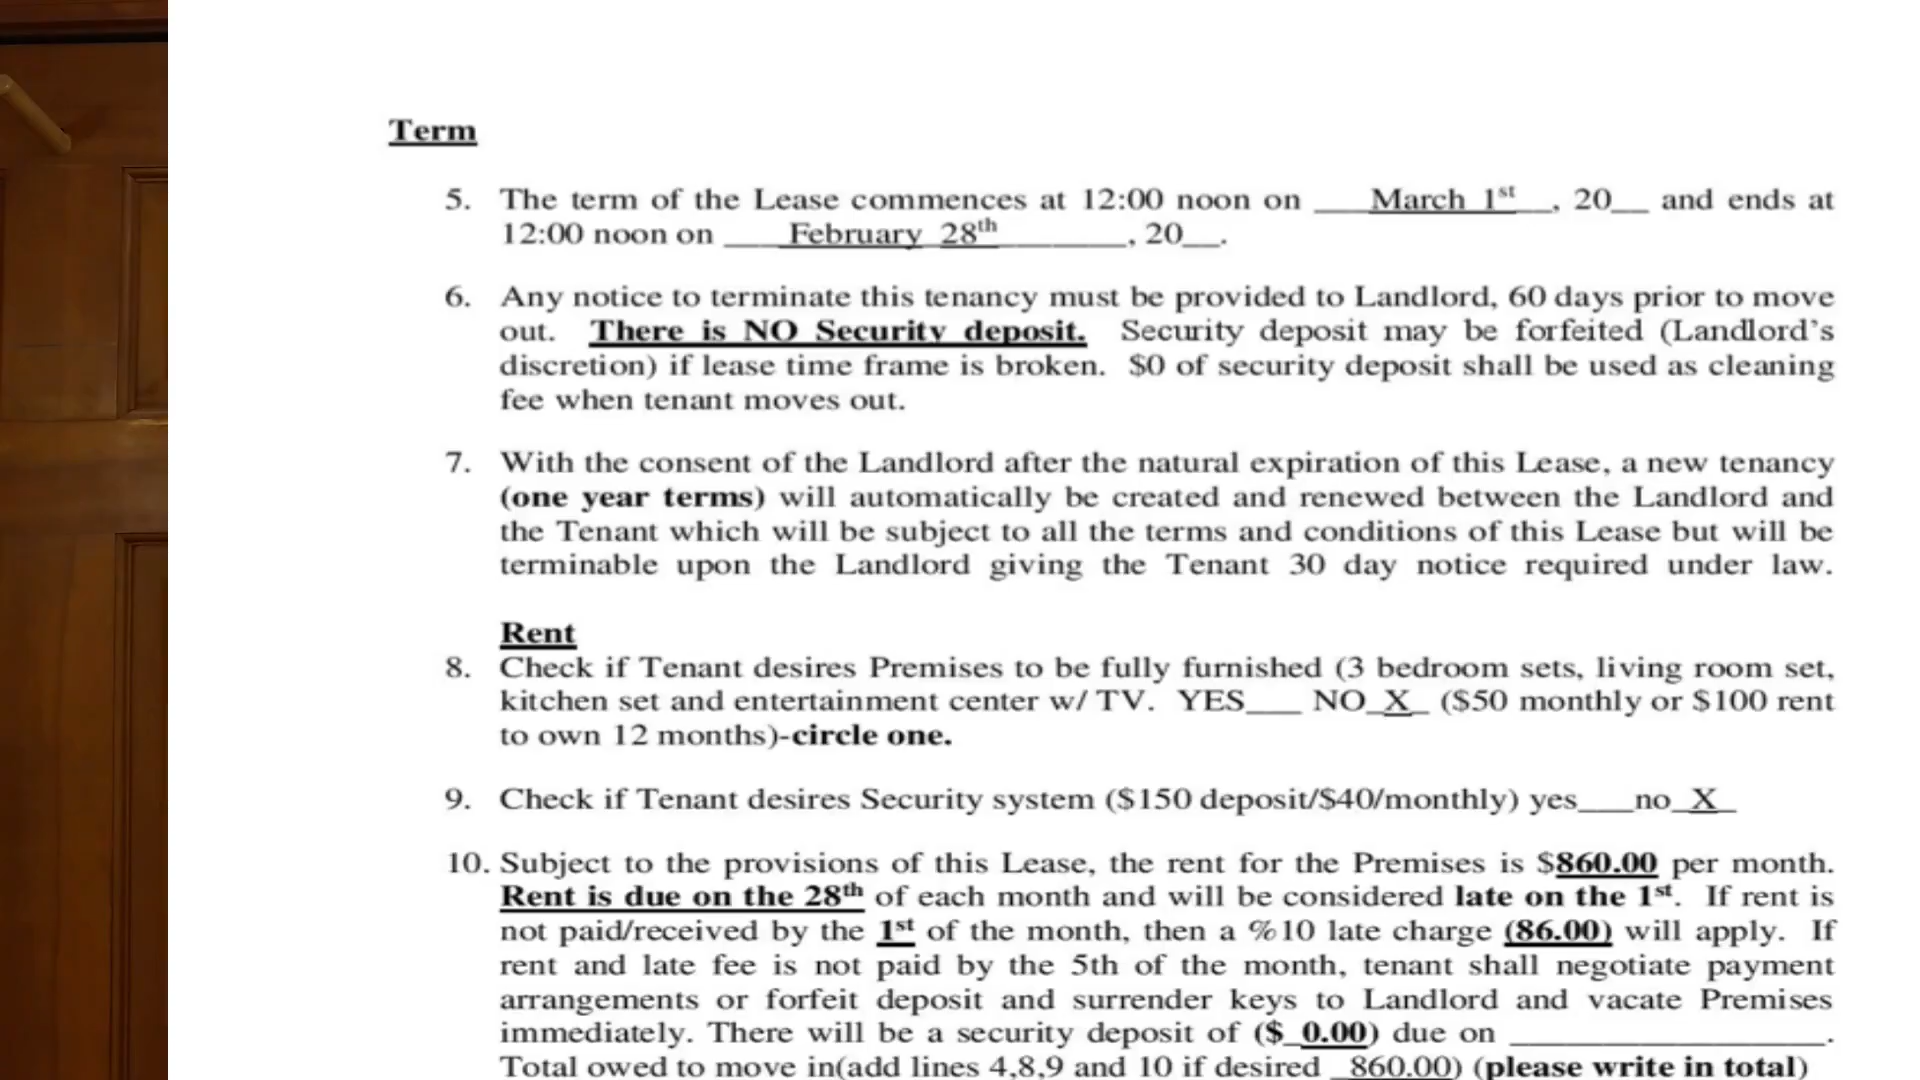 Term
5. The term of the Lease commences at 12:00 noon on ___March 1st__, 20__ and ends at
12:00 noon on ____February 28th________, 20__.
6. Any notice to terminate this tenancy must be provided to Landlord, 60 days prior to move
out. There is NO Security deposit. Security deposit may be forfeited (Landlord's
discretion) if lease time frame is broken. $0 of security deposit shall be used as cleaning
fee when tenant moves out.
7. With the consent of the Landlord after the natural expiration of this Lease, a new tenancy
(one year terms) will automatically be created and renewed between the Landlord and
the Tenant which will be subject to all the terms and conditions of this Lease but will be
terminable upon the Landlord giving the Tenant 30 day notice required under law.
Rent
8. Check if Tenant desires Premises to be fully furnished (3 bedroom sets, living room set,
kitchen set and entertainment center w/ TV. YES___ NO_X_ ($50 monthly or $100 rent
to own 12 months)-circle one.
9. Check if Tenant desires Security system ($150 deposit/$40/monthly) yes___no_X_
10. Subject to the provisions of this Lease, the rent for the Premises is $860.00 per month.
Rent is due on the 28th of each month and will be considered late on the 1st. If rent is
not paid/received by the 1st of the month, then a %10 late charge (86.00) will apply. If
rent and late fee is not paid by the 5th of the month, tenant shall negotiate payment
arrangements or forfeit deposit and surrender keys to Landlord and vacate Premises
immediately. There will be a security deposit of ($_0.00) due on _________________.
Total owed to move in(add lines 4,8,9 and 10 if desired _860.00) (please write in total)